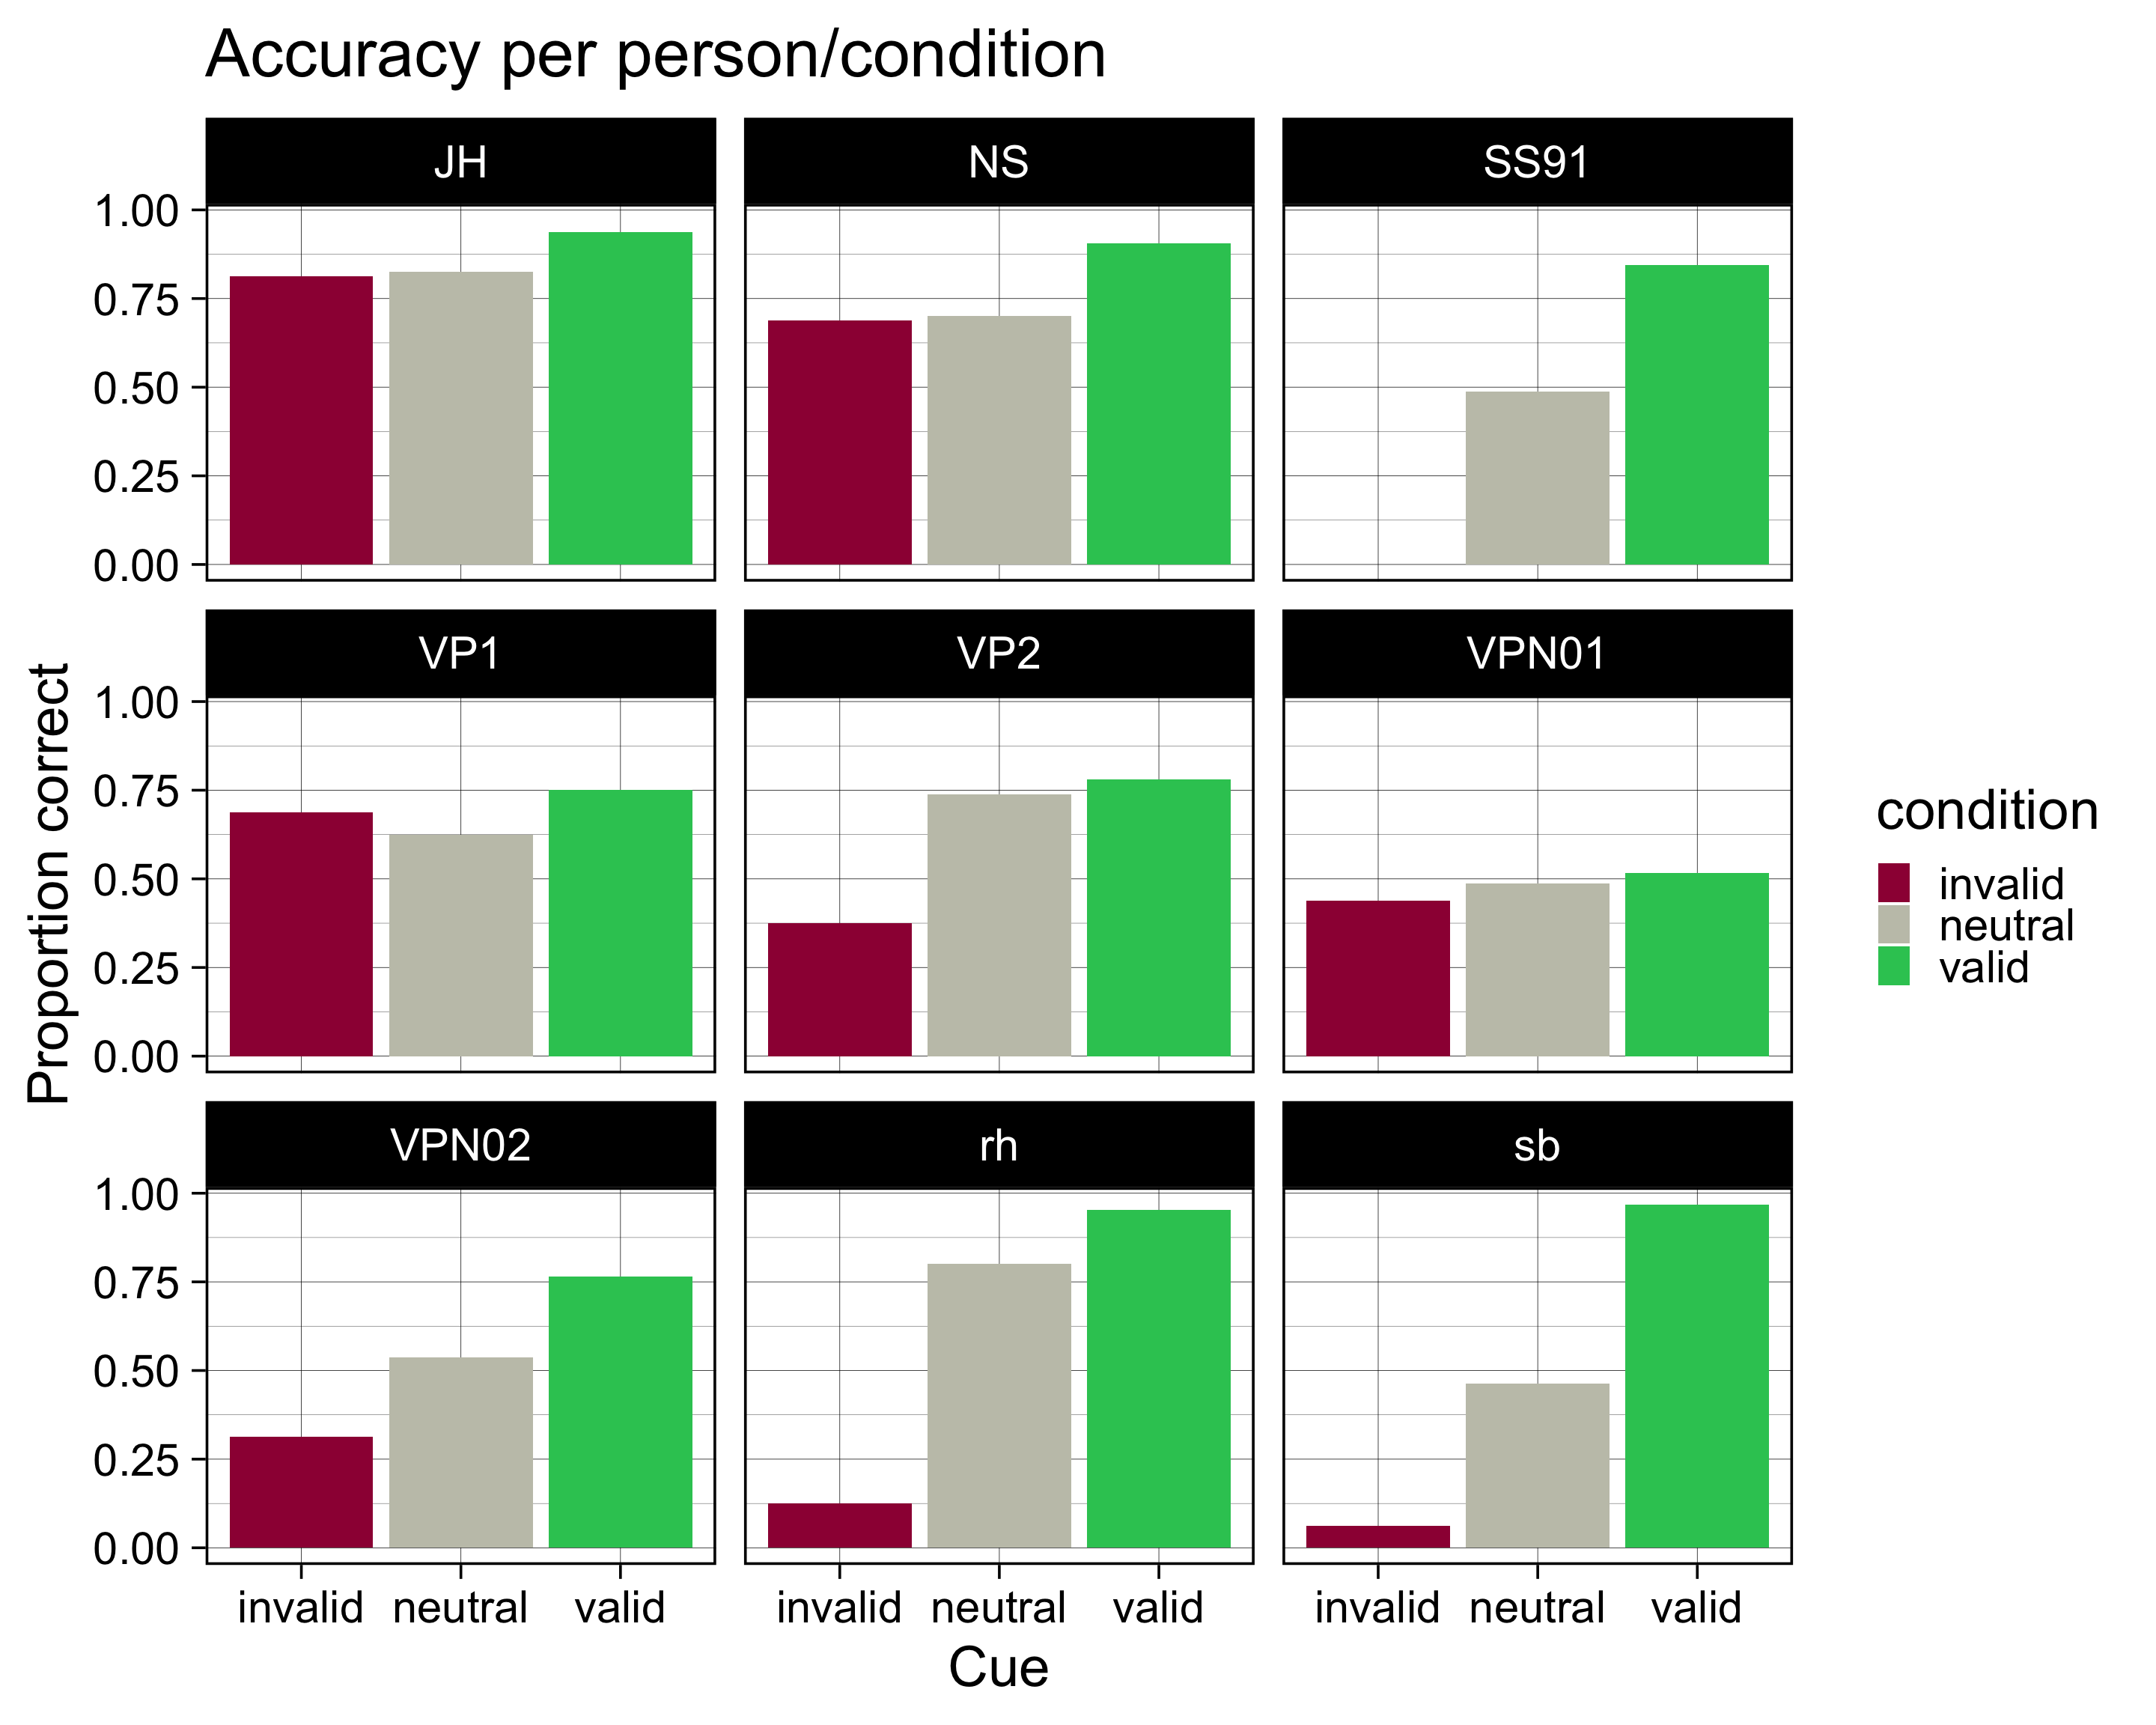 Accuracy per person/condition
JH NS SS91
1.00
0.75
0.50
0.25
0.00
VP1 VP2 VPN01
1.00
0.75
0.50
0.25
0.00
VPN02 rh sb
1.00
0.75
0.50
0.25
0.00
invalid neutral valid invalid neutral valid invalid neutral valid
Cue
Proportion correct
condition
invalid
neutral
valid